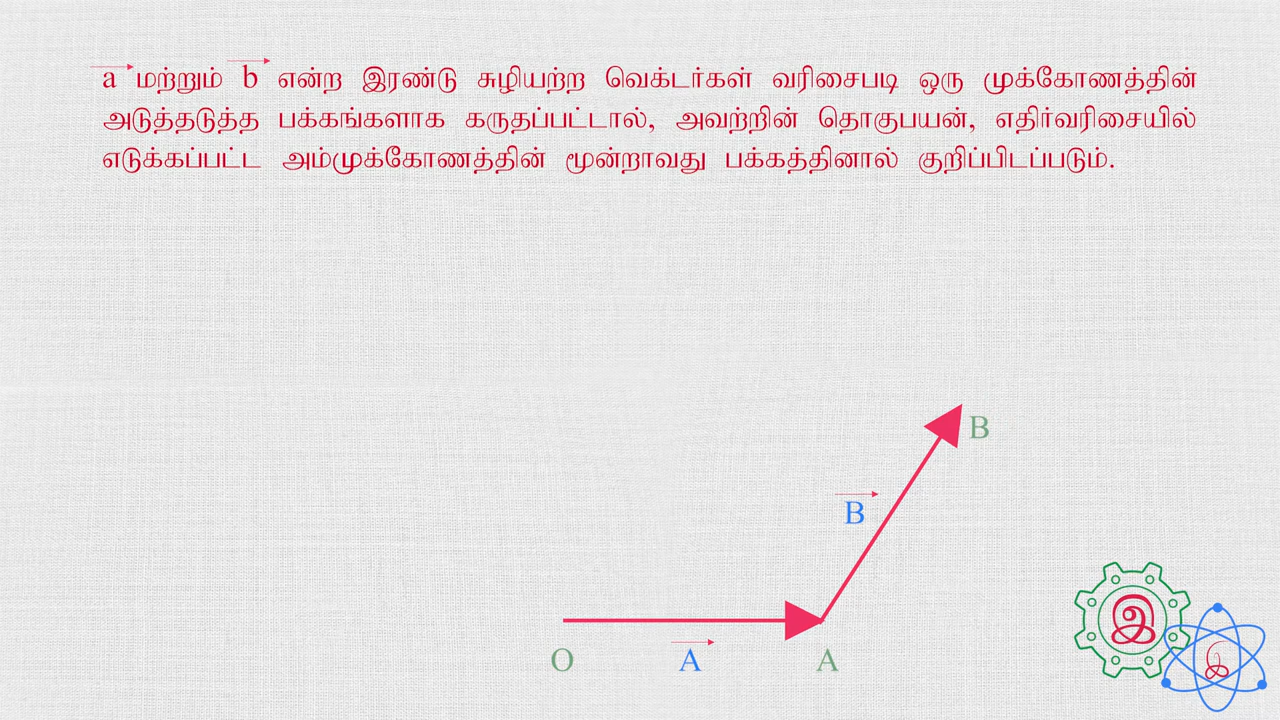 a மற்றும் b என்ற இரண்டு சுழியற்ற வெக்டர்கள் வரிசைபடி ஒரு முக்கோணத்தின்
அடுத்தடுத்த பக்கங்களாக கருதப்பட்டால், அவற்றின் தொகுபயன், எதிர்வரிசையில்
எடுக்கப்பட்ட அம்முக்கோணத்தின் மூன்றாவது பக்கத்தினால் குறிப்பிடப்படும்.
B
B
O
A
A
இ
இ